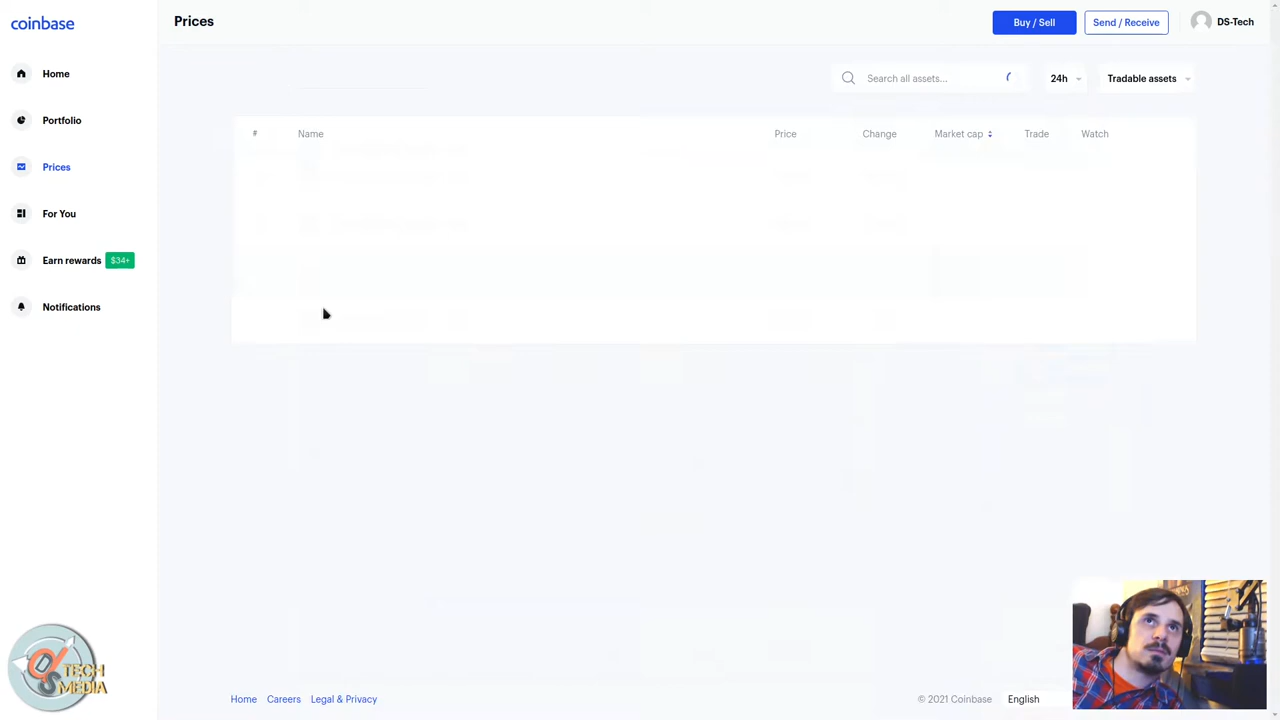 coinbase
Prices
Buy / Sell
Send / Receive
DS-Tech
Home
Portfolio
Prices
For You
Earn rewards
$34+
Notifications
Search all assets...
24h
Tradable assets
#
Name
Price
Change
Market cap
Trade
Watch
TECH
MEDIA
Home
Careers
Legal & Privacy
© 2021 Coinbase
English